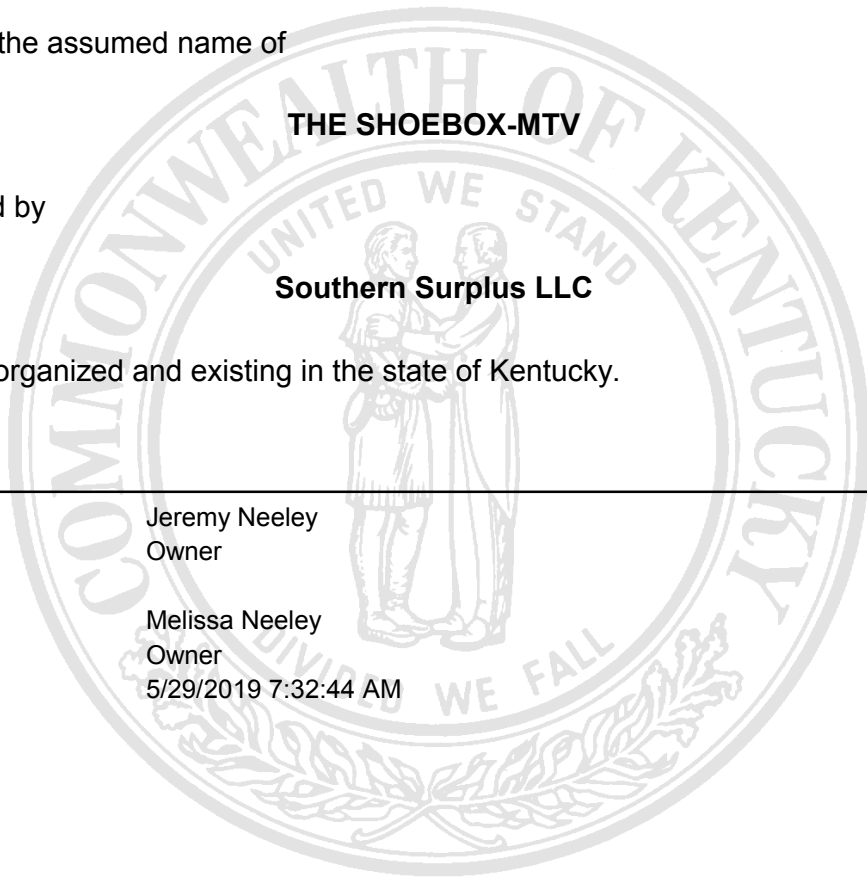 the assumed name of
THE SHOEBOX-MTV
d by
Southern Surplus LLC
organized and existing in the state of Kentucky.
Jeremy Neeley
Owner
Melissa Neeley
Owner
5/29/2019 7:32:44 AM
COMMONWEALTH OF KENTUCKY
UNITED WE STAND
DIVIDED WE FALL